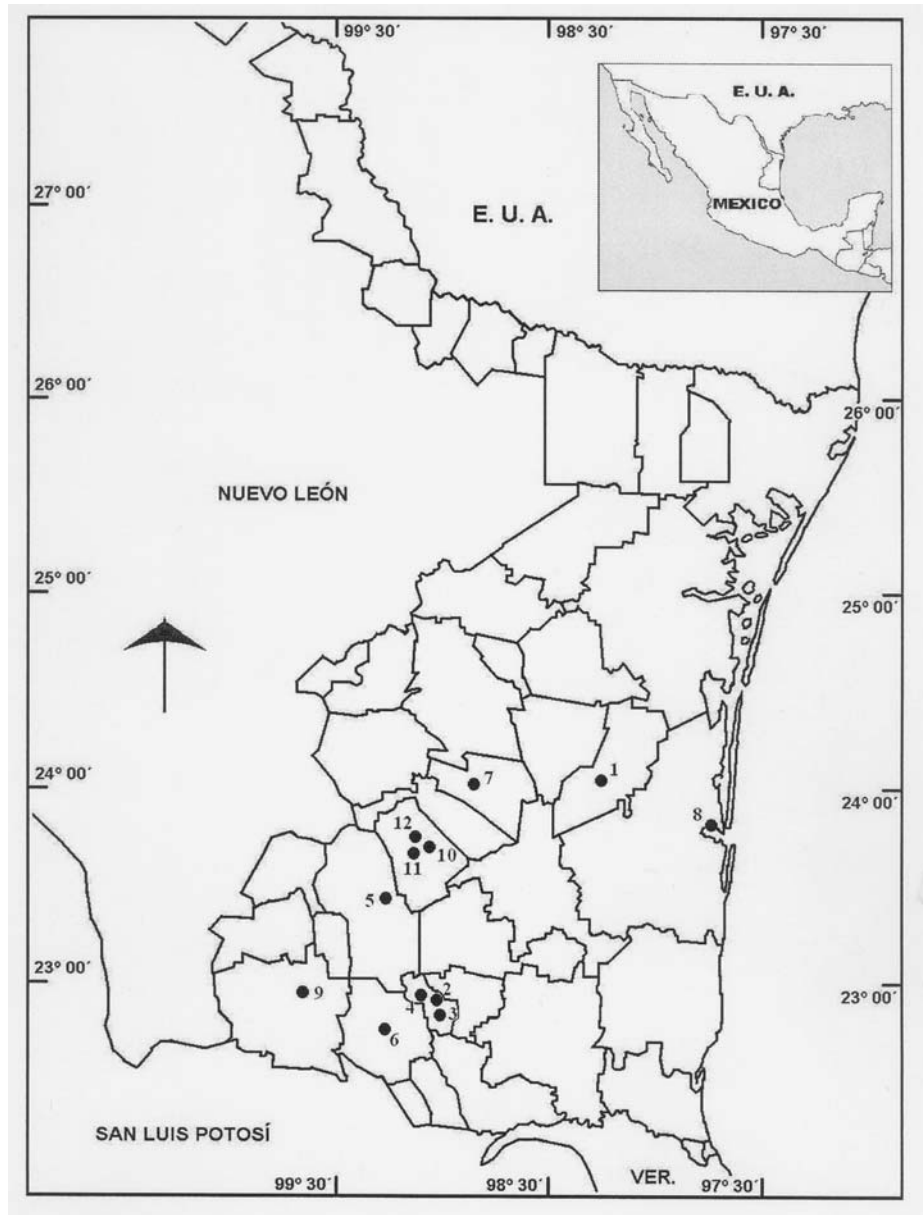 99° 30´ 98° 30´ 97° 30´
E. U. A.
MEXICO
27° 00´
E. U. A.
26° 00´
26° 00´
NUEVO LEÓN
25° 00´
25° 00´
24° 00´
24° 00´
7
1
8
12
10
11
5
23° 00´
23° 00´
9
2
4
3
6
SAN LUIS POTOSÍ
VER.
99° 30´ 98° 30´ 97° 30´